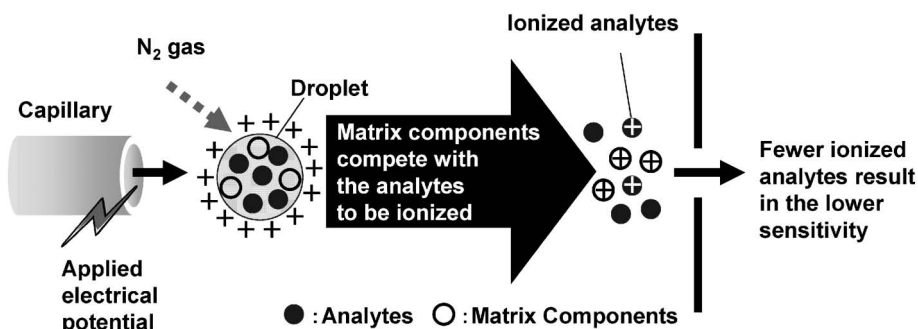 Ionized analytes
N₂ gas
Droplet
Capillary
Matrix components
compete with
the analytes
to be ionized
Fewer ionized
analytes result
in the lower
sensitivity
Applied
electrical
potential
: Analytes
: Matrix Components